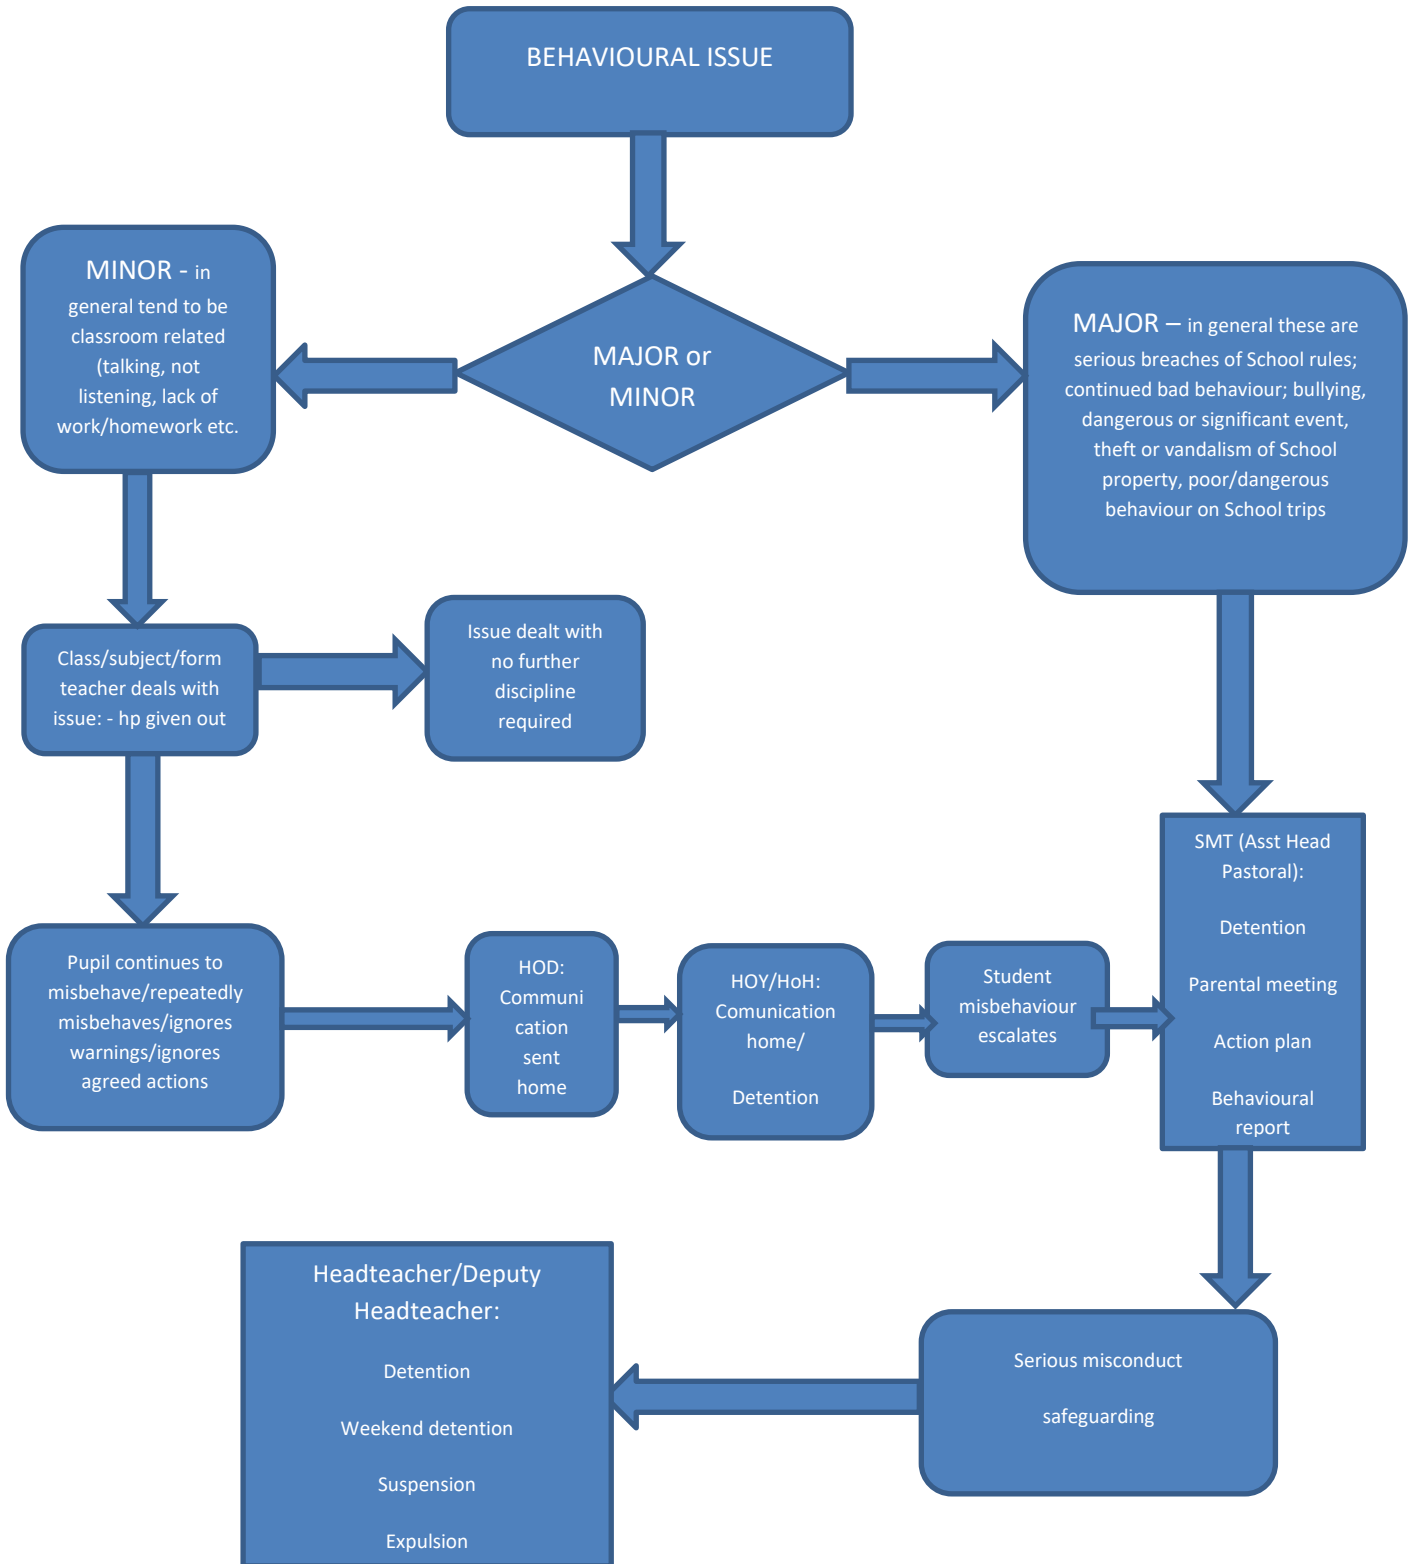 BEHAVIOURAL ISSUE
MINOR - in
general tend to be
classroom related
(talking, not
listening, lack of
work/homework etc.
MAJOR or
MINOR
MAJOR – in general these are
serious breaches of School rules;
continued bad behaviour; bullying,
dangerous or significant event,
theft or vandalism of School
property, poor/dangerous
behaviour on School trips
Class/subject/form
teacher deals with
issue: - hp given out
Issue dealt with
no further
discipline
required
Pupil continues to
misbehave/repeatedly
misbehaves/ignores
warnings/ignores
agreed actions
HOD:
Communi
cation
sent
home
HOY/HoH:
Comunication
home/
Detention
Student
misbehaviour
escalates
SMT (Asst Head
Pastoral):
Detention
Parental meeting
Action plan
Behavioural
report
Serious misconduct
safeguarding
Headteacher/Deputy
Headteacher:
Detention
Weekend detention
Suspension
Expulsion